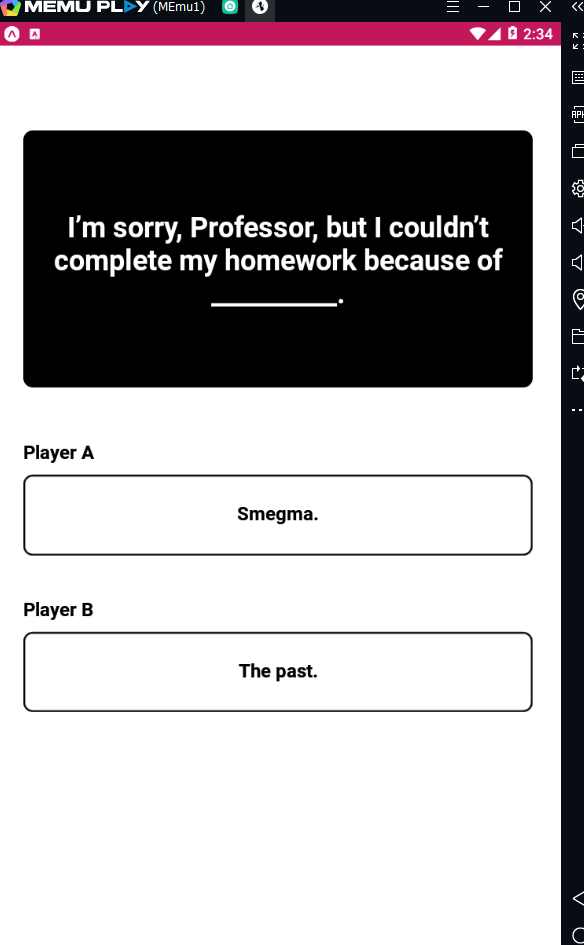 MEMU PLAY (MEmu1)
2:34
I’m sorry, Professor, but I couldn’t
complete my homework because of
__________.
Player A
Smegma.
Player B
The past.